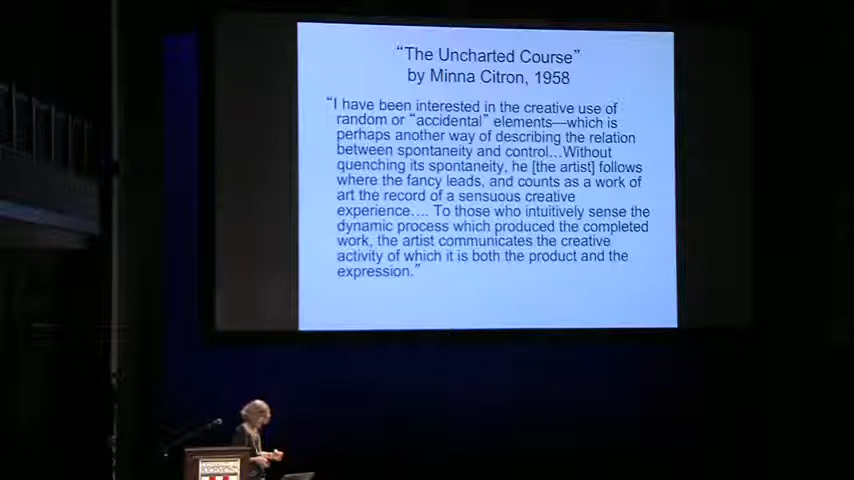 “The Uncharted Course”
by Minna Citron, 1958
“I have been interested in the creative use of
random or “accidental” elements—which is
perhaps another way of describing the relation
between spontaneity and control…Without
quenching its spontaneity, he [the artist] follows
where the fancy leads, and counts as a work of
art the record of a sensuous creative
experience…. To those who intuitively sense the
dynamic process which produced the completed
work, the artist communicates the creative
activity of which it is both the product and the
expression.”